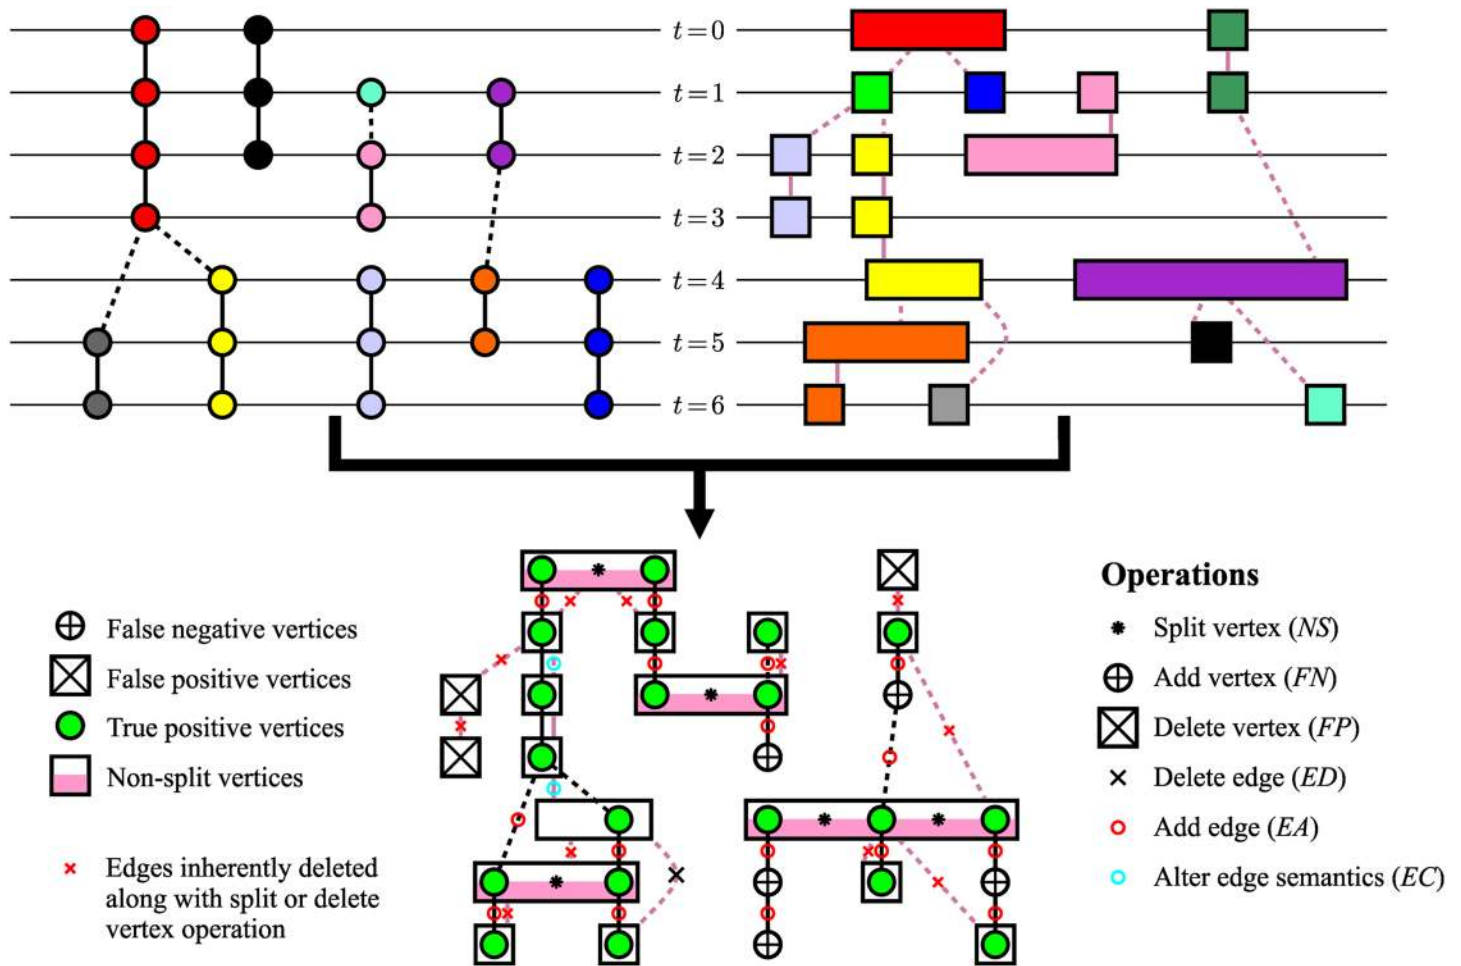 t=0
t=1
t=2
t=3
t=4
t=5
t=6
False negative vertices
False positive vertices
True positive vertices
Non-split vertices
Edges inherently deleted
along with split or delete
vertex operation
Operations
Split vertex (NS)
Add vertex (FN)
Delete vertex (FP)
Delete edge (ED)
Add edge (EA)
Alter edge semantics (EC)